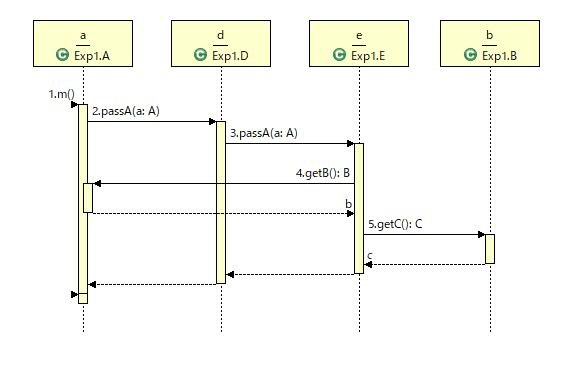 a
C Exp1.A
d
C Exp1.D
e
C Exp1.E
b
C Exp1.B
1.m()
2.passA(a: A)
3.passA(a: A)
4.getB(): B
b
5.getC(): C
c